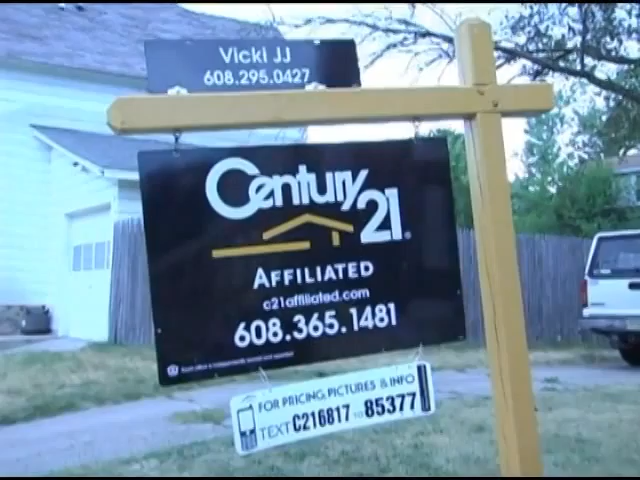 Vicki JJ
608.295.0427
Century 21
AFFILIATED
c21affiliated.com
608.365.1481
FOR PRICING, PICTURES & INFO
TEXT C216817 TO 85377